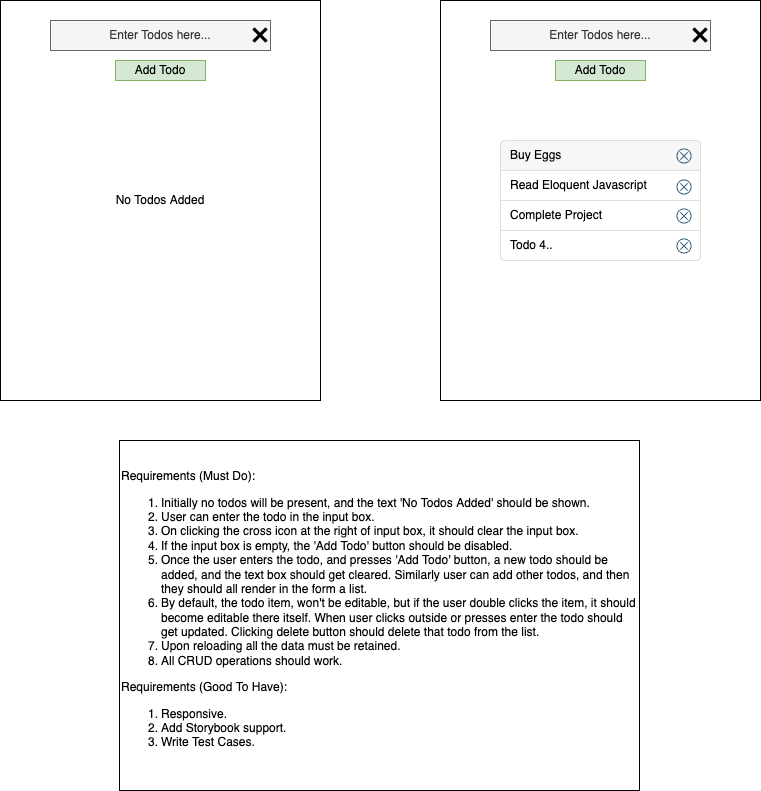 Enter Todos here...
Add Todo
No Todos Added
Enter Todos here...
Add Todo
Buy Eggs
Read Eloquent Javascript
Complete Project
Todo 4..
Requirements (Must Do):
1. Initially no todos will be present, and the text 'No Todos Added' should be shown.
2. User can enter the todo in the input box.
3. On clicking the cross icon at the right of input box, it should clear the input box.
4. If the input box is empty, the 'Add Todo' button should be disabled.
5. Once the user enters the todo, and presses 'Add Todo' button, a new todo should be
added, and the text box should get cleared. Similarly user can add other todos, and then
they should all render in the form a list.
6. By default, the todo item, won't be editable, but if the user double clicks the item, it should
become editable there itself. When user clicks outside or presses enter the todo should
get updated. Clicking delete button should delete that todo from the list.
7. Upon reloading all the data must be retained.
8. All CRUD operations should work.
Requirements (Good To Have):
1. Responsive.
2. Add Storybook support.
3. Write Test Cases.